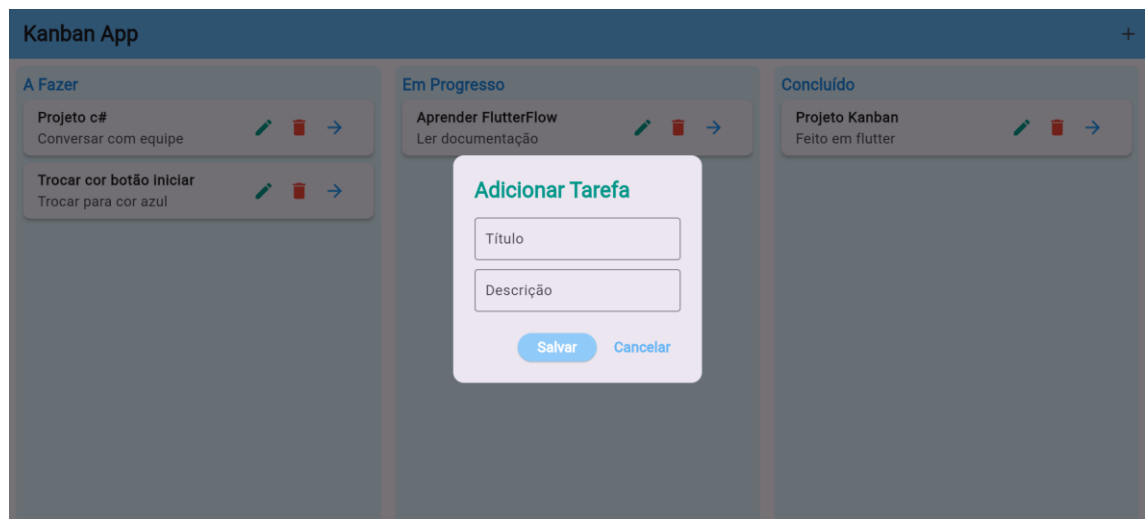 Kanban App
+
A Fazer
Projeto c#
Conversar com equipe
Trocar cor botão iniciar
Trocar para cor azul
Em Progresso
Aprender FlutterFlow
Ler documentação
Concluído
Projeto Kanban
Feito em flutter
Adicionar Tarefa
Título
Descrição
Salvar Cancelar